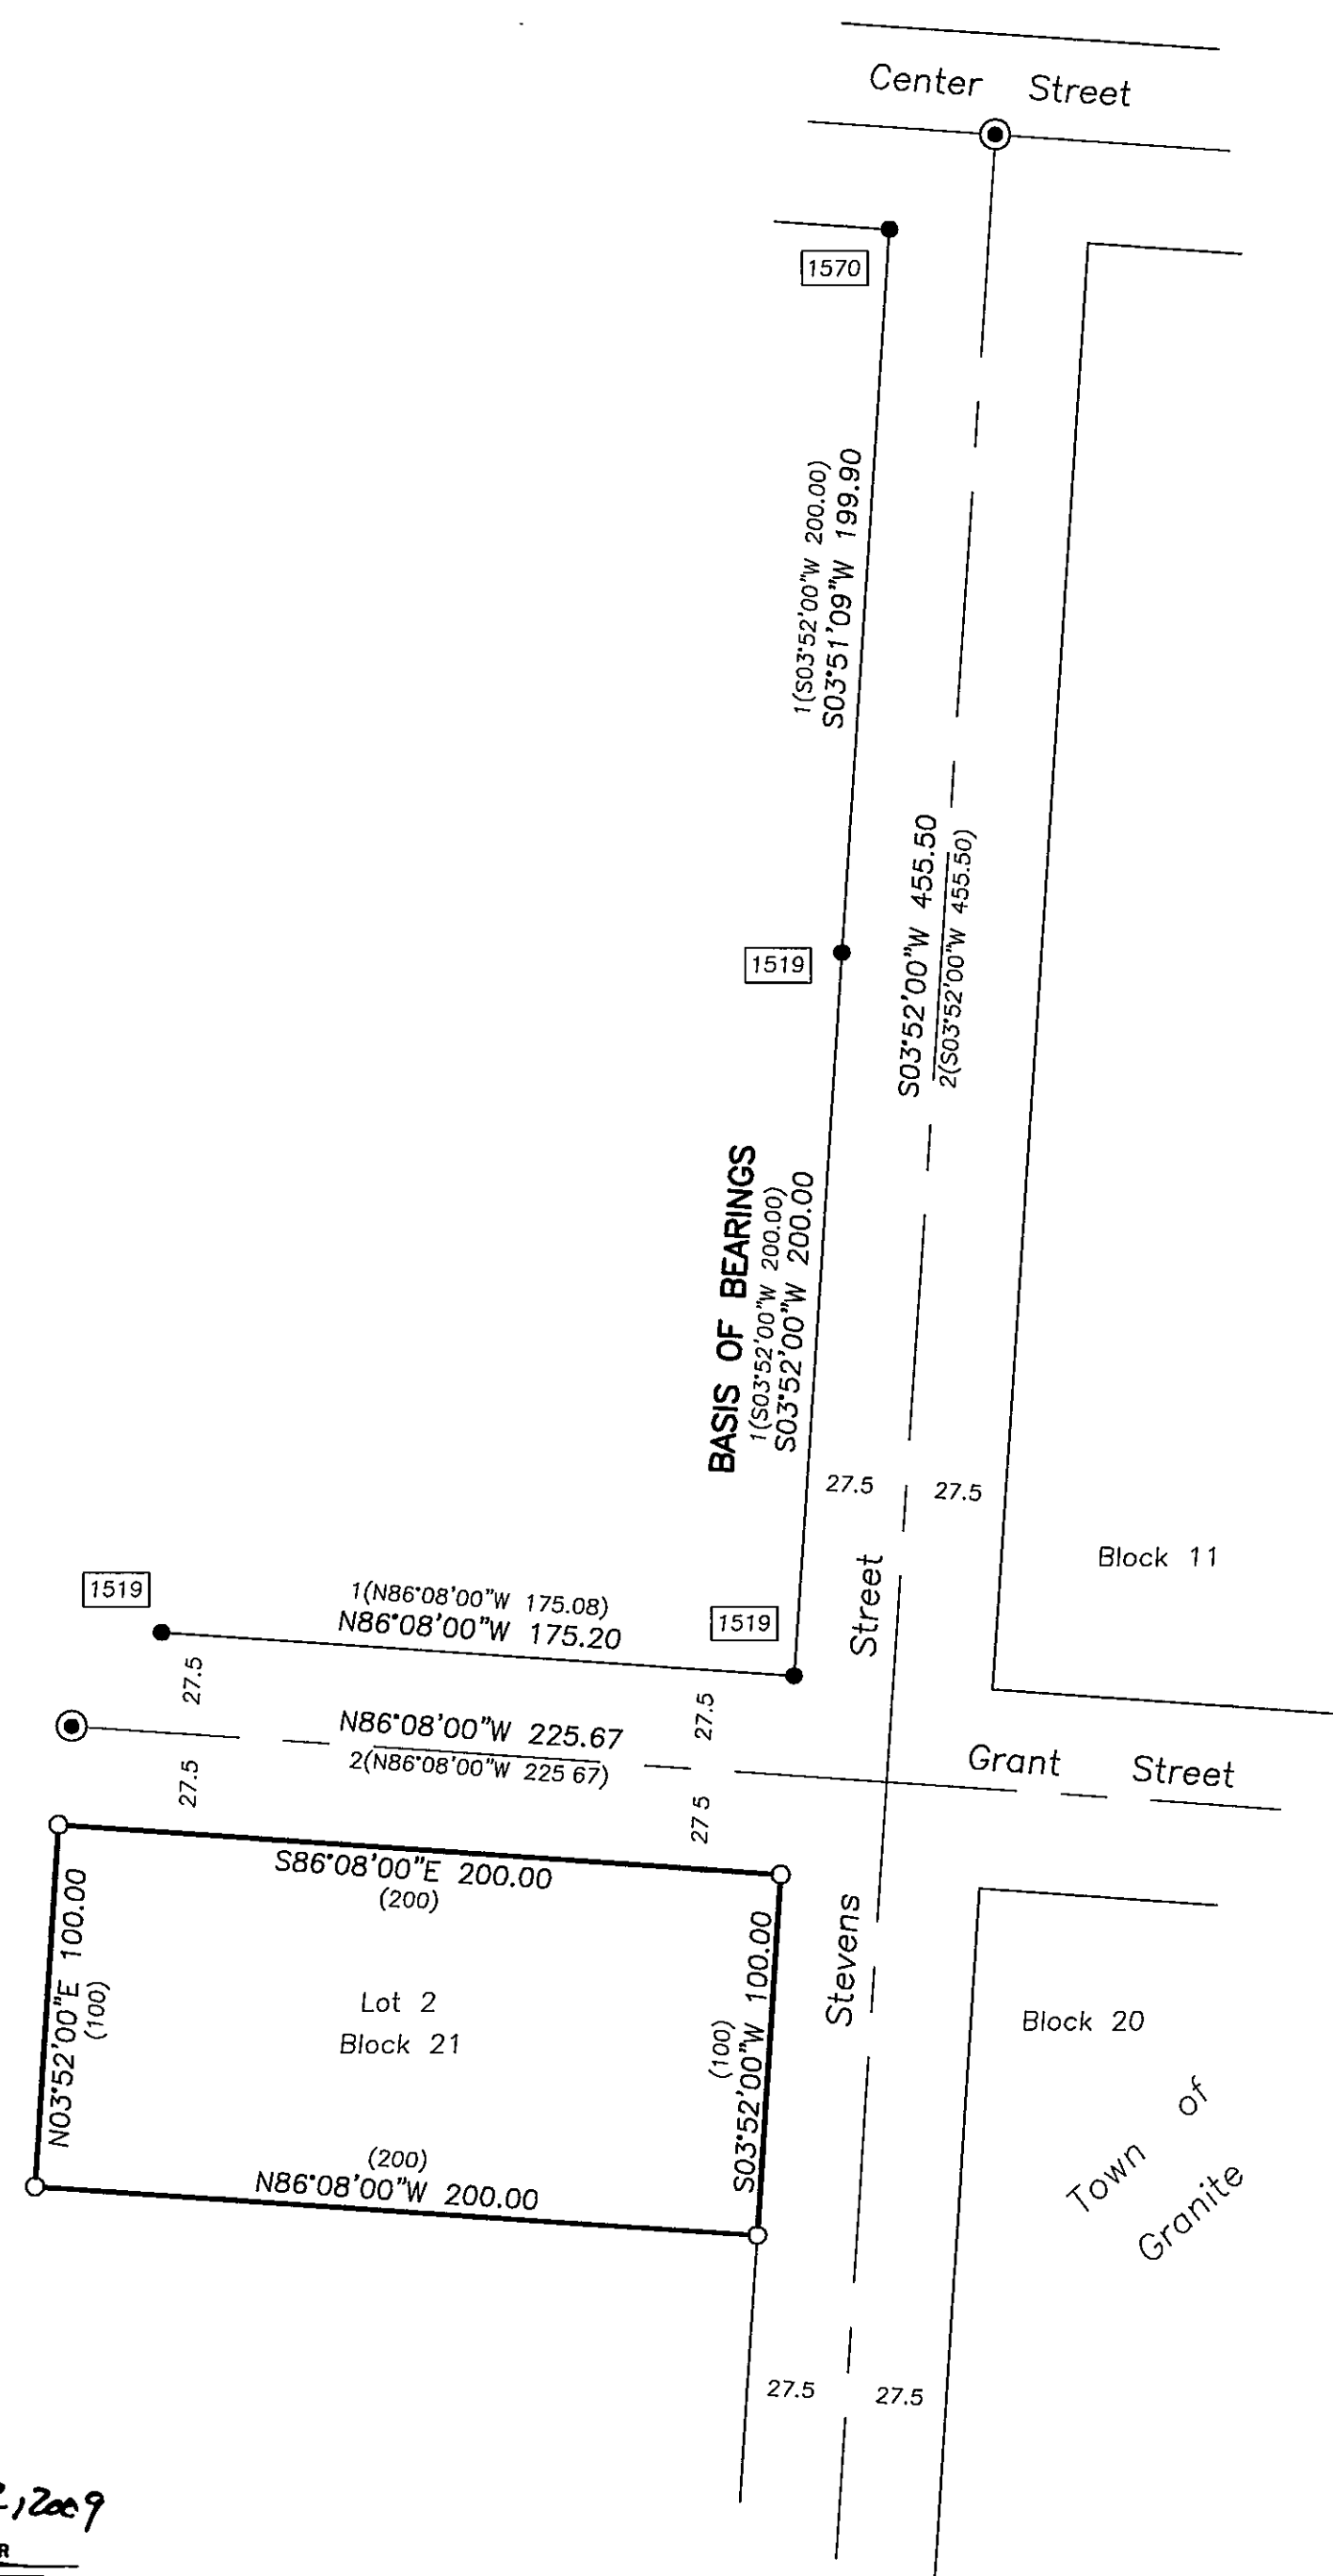 Center Street
1570
1(S03°52'00"W 200.00)
S03°51'09"W 199.90
S03°52'00"W 455.50
2(S03°52'00"W 455.50)
1519
BASIS OF BEARINGS
1(S03°52'00"W 200.00)
S03°52'00"W 200.00
27.5
27.5
Block 11
1519
1(N86°08'00"W 175.08)
N86°08'00"W 175.20
1519
Street
27.5
27.5
N86°08'00"W 225.67
2(N86°08'00"W 225 67)
Grant Street
27.5
27 5
S86°08'00"E 200.00
(200)
N03°52'00"E 100.00
(100)
Lot 2
Block 21
(100)
S03°52'00"W 100.00
Stevens
Block 20
(200)
N86°08'00"W 200.00
Town of
Granite
27.5
27.5
,2009
R